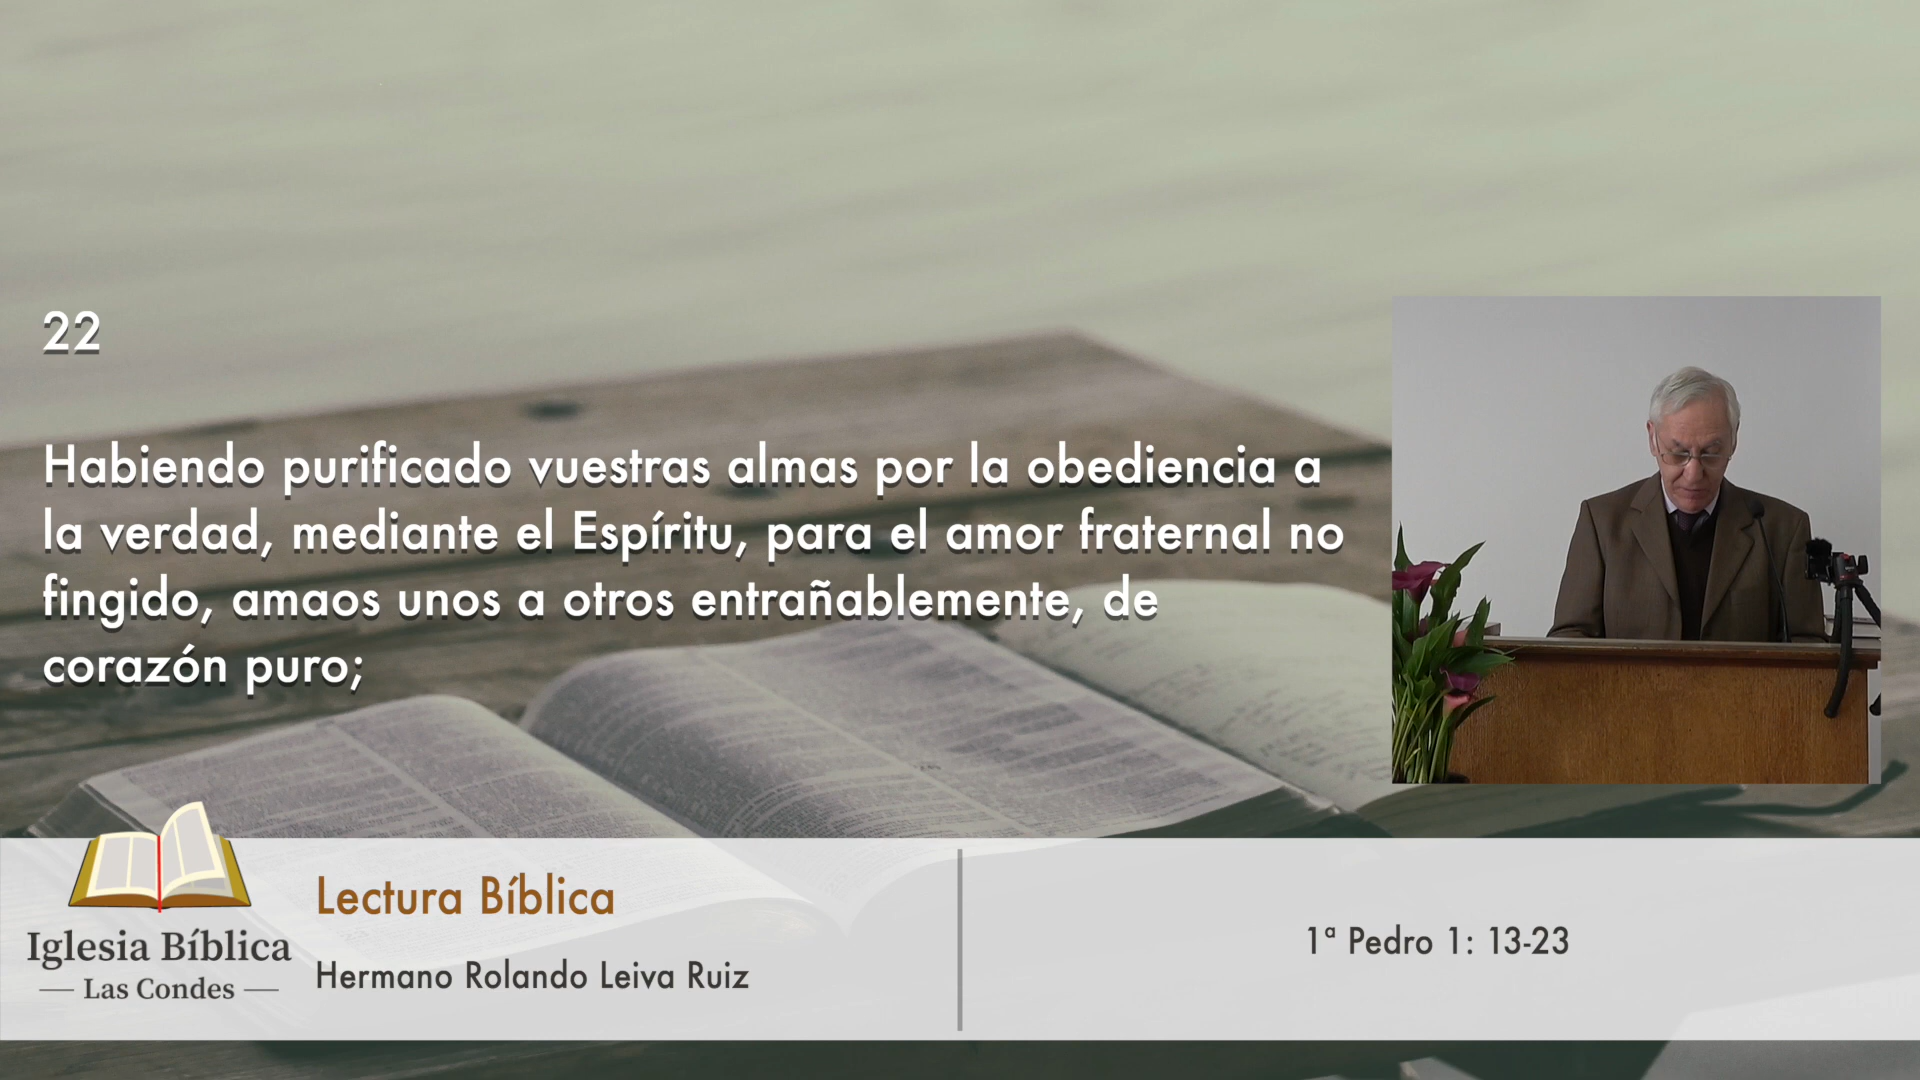 22
Habiendo purificado vuestras almas por la obediencia a
la verdad, mediante el Espíritu, para el amor fraternal no
fingido, amaos unos a otros entrañablemente, de
corazón puro;
Iglesia Bíblica
Las Condes
Lectura Bíblica
Hermano Rolando Leiva Ruiz
1ª Pedro 1: 13-23